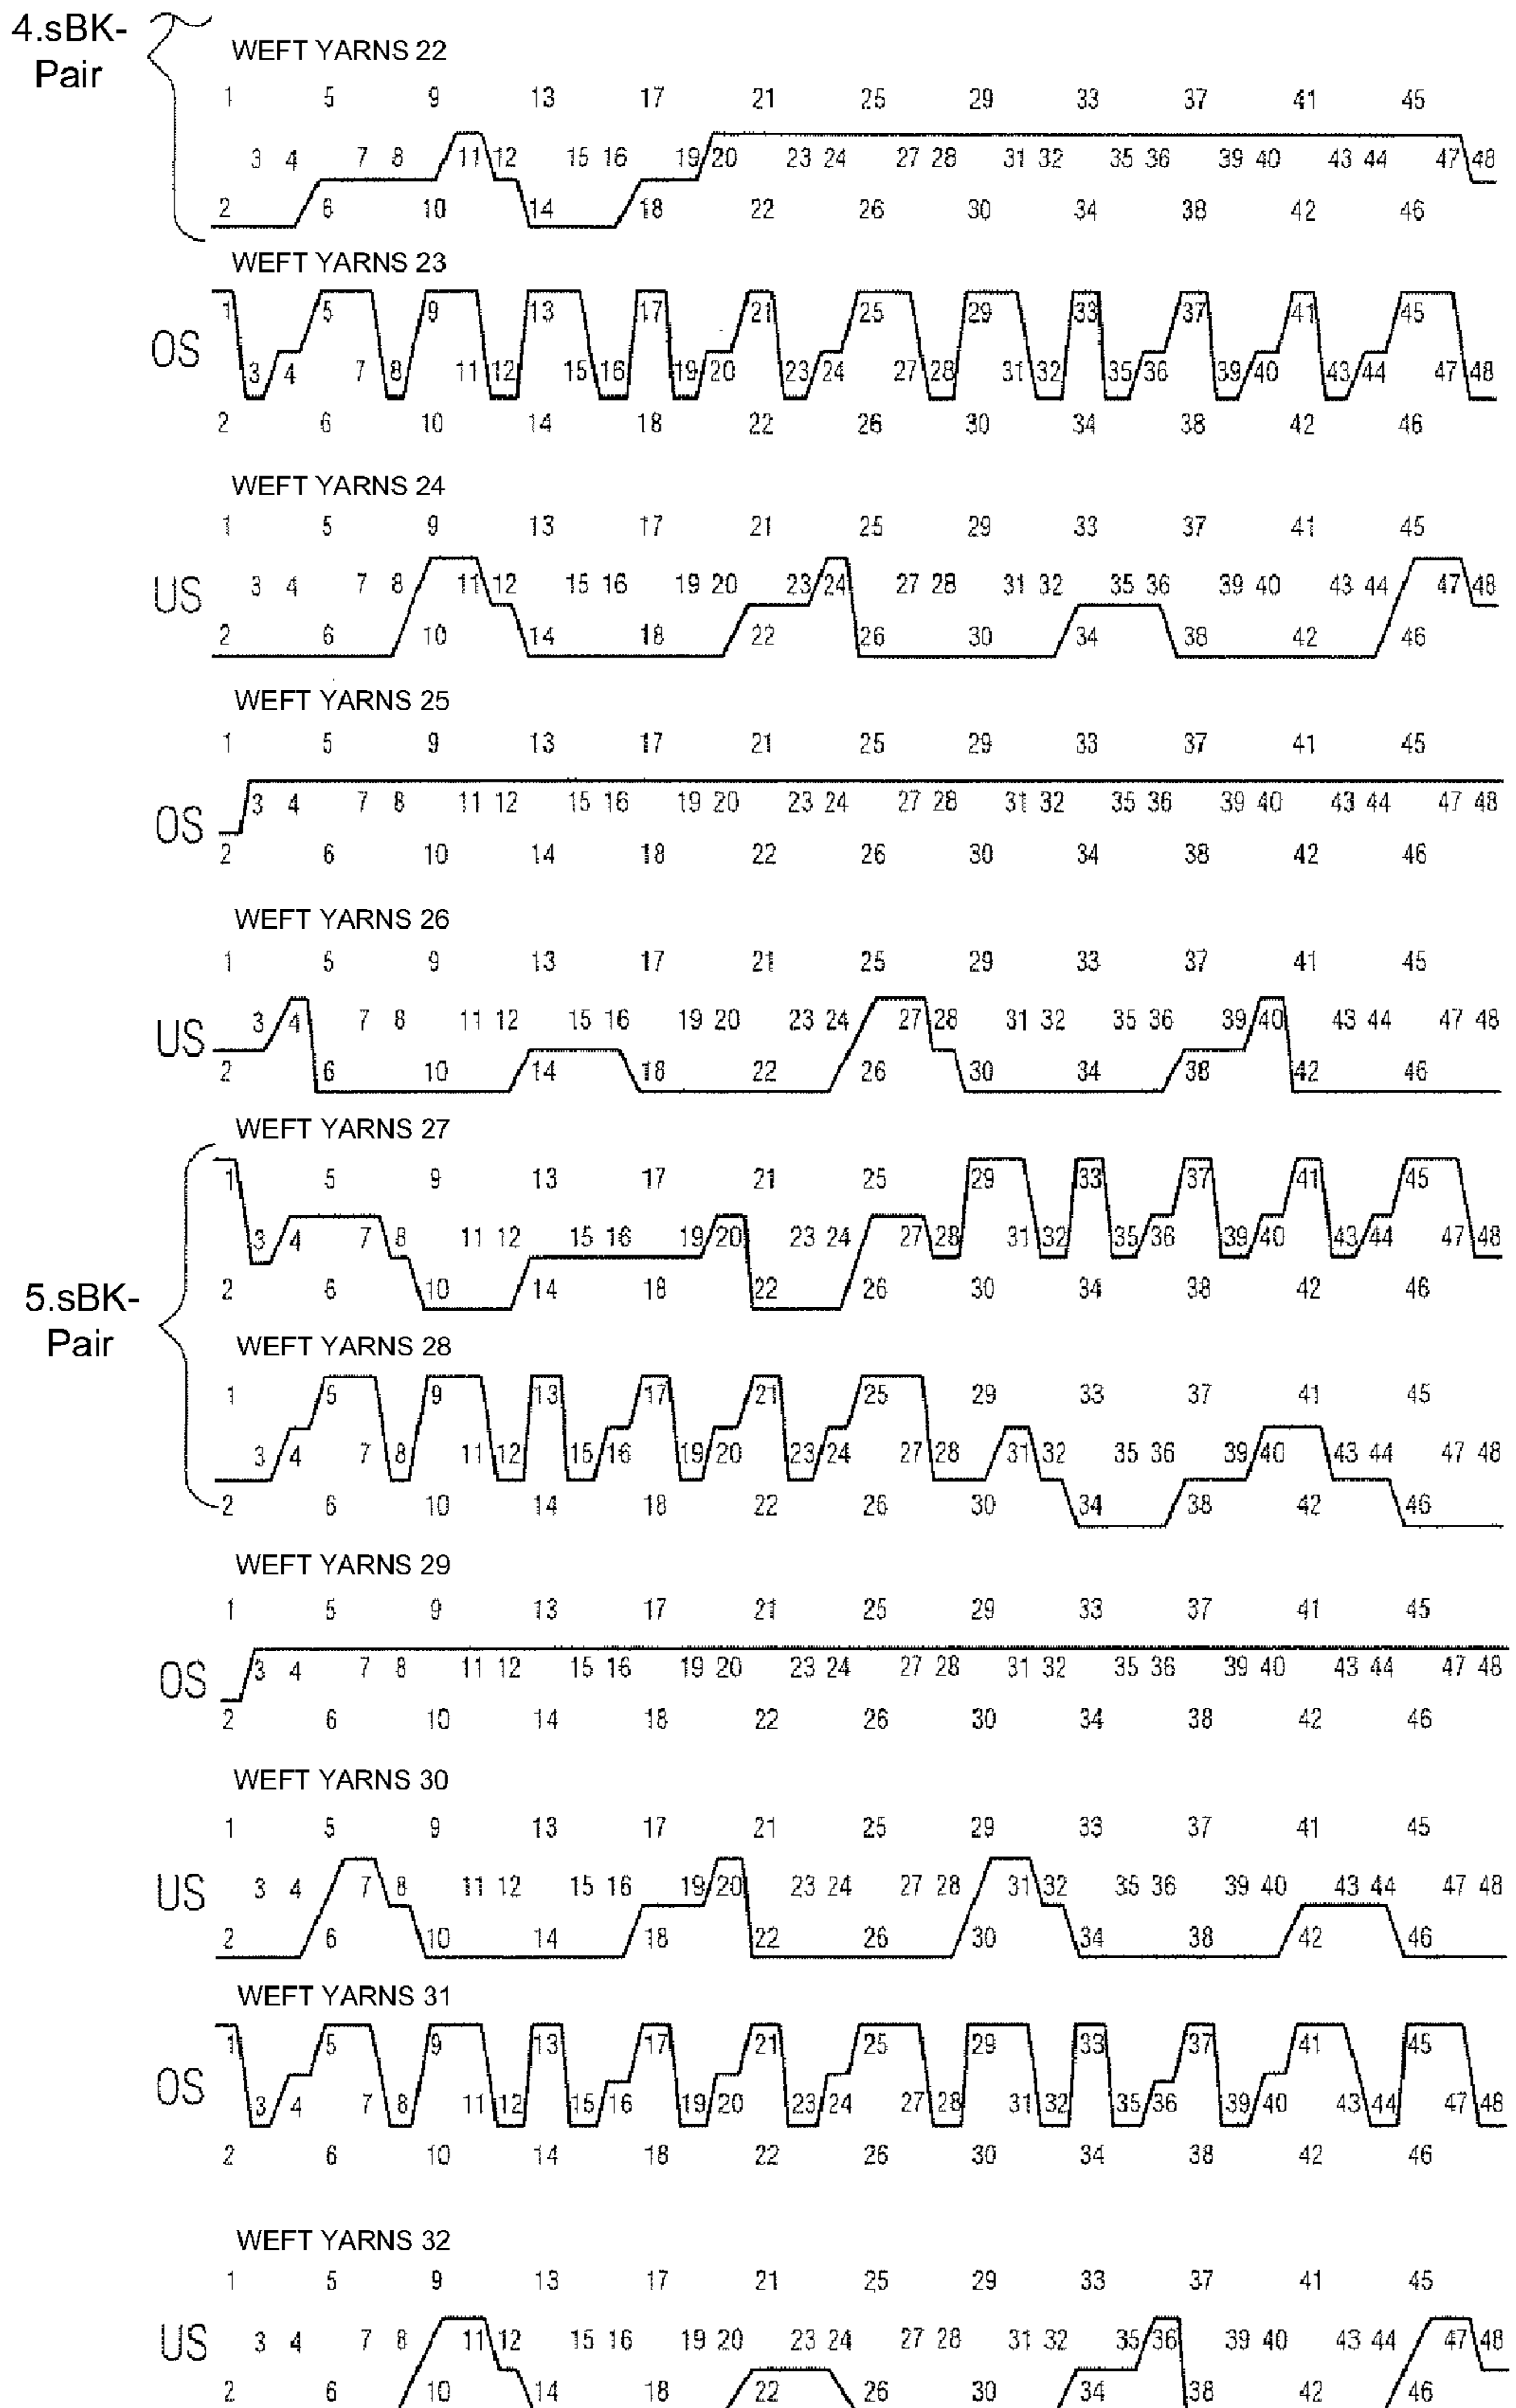 4.sBK-
Pair
WEFT YARNS 22
1 5 9 13 17 21 25 29 33 37 41 45
3 4 7 8 11 12 15 16 19 20 23 24 27 28 31 32 35 36 39 40 43 44 47 48
2 6 10 14 18 22 26 30 34 38 42 46
WEFT YARNS 23
1 5 9 13 17 21 25 29 33 37 41 45
OS
3 4 7 8 11 12 15 16 19 20 23 24 27 28 31 32 35 36 39 40 43 44 47 48
2 6 10 14 18 22 26 30 34 38 42 46
WEFT YARNS 24
1 5 9 13 17 21 25 29 33 37 41 45
US 3 4 7 8 11 12 15 16 19 20 23 24 27 28 31 32 35 36 39 40 43 44 47 48
2 6 10 14 18 22 26 30 34 38 42 46
WEFT YARNS 25
1 5 9 13 17 21 25 29 33 37 41 45
OS 3 4 7 8 11 12 15 16 19 20 23 24 27 28 31 32 35 36 39 40 43 44 47 48
2 6 10 14 18 22 26 30 34 38 42 46
WEFT YARNS 26
1 5 9 13 17 21 25 29 33 37 41 45
US 3 4 7 8 11 12 15 16 19 20 23 24 27 28 31 32 35 36 39 40 43 44 47 48
2 6 10 14 18 22 26 30 34 38 42 46
5.sBK-
Pair
WEFT YARNS 27
1 5 9 13 17 21 25 29 33 37 41 45
3 4 7 8 11 12 15 16 19 20 23 24 27 28 31 32 35 36 39 40 43 44 47 48
2 6 10 14 18 22 26 30 34 38 42 46
WEFT YARNS 28
1 5 9 13 17 21 25 29 33 37 41 45
3 4 7 8 11 12 15 16 19 20 23 24 27 28 31 32 35 36 39 40 43 44 47 48
2 6 10 14 18 22 26 30 34 38 42 46
WEFT YARNS 29
1 5 9 13 17 21 25 29 33 37 41 45
OS 3 4 7 8 11 12 15 16 19 20 23 24 27 28 31 32 35 36 39 40 43 44 47 48
2 6 10 14 18 22 26 30 34 38 42 46
WEFT YARNS 30
1 5 9 13 17 21 25 29 33 37 41 45
US 3 4 7 8 11 12 15 16 19 20 23 24 27 28 31 32 35 36 39 40 43 44 47 48
2 6 10 14 18 22 26 30 34 38 42 46
WEFT YARNS 31
1 5 9 13 17 21 25 29 33 37 41 45
OS 3 4 7 8 11 12 15 16 19 20 23 24 27 28 31 32 35 36 39 40 43 44 47 48
2 6 10 14 18 22 26 30 34 38 42 46
WEFT YARNS 32
1 5 9 13 17 21 25 29 33 37 41 45
US 3 4 7 8 11 12 15 16 19 20 23 24 27 28 31 32 35 36 39 40 43 44 47 48
2 6 10 14 18 22 26 30 34 38 42 46